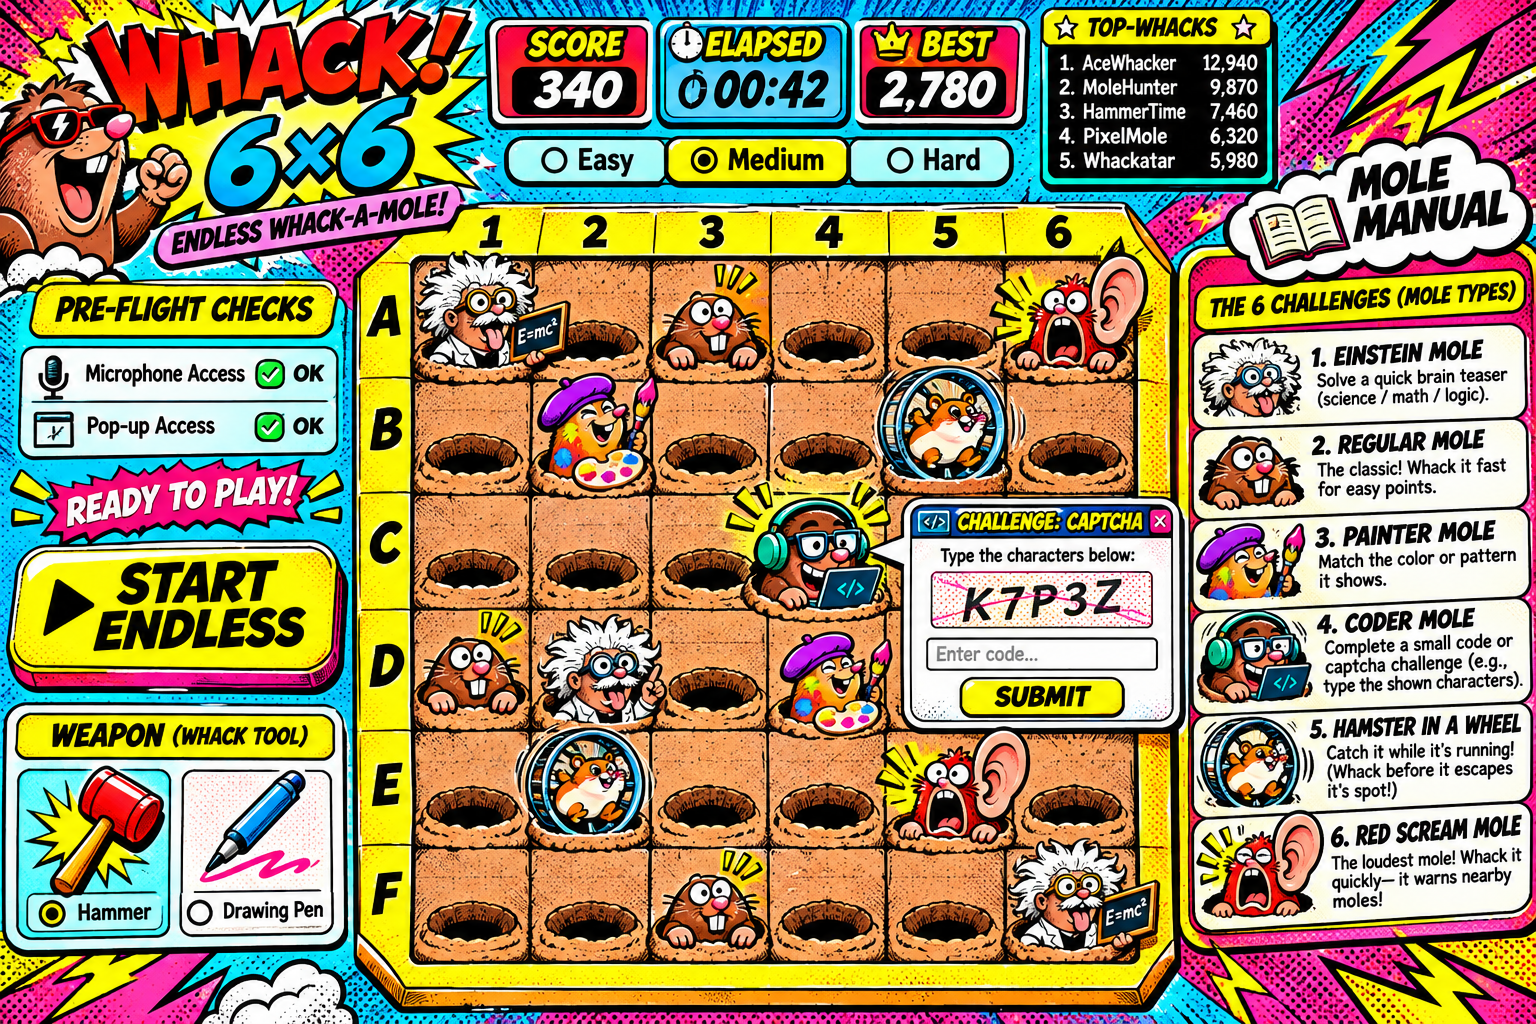 WHACK!
6×6
ENDLESS WHACK-A-MOLE!
SCORE
340
ELAPSED
00:42
BEST
2,780
Easy
Medium
Hard
TOP-WHACKS
1. AceWhacker 12,940
2. MoleHunter 9,870
3. HammerTime 7,460
4. PixelMole 6,320
5. Whackatar 5,980
PRE-FLIGHT CHECKS
Microphone Access OK
Pop-up Access OK
READY TO PLAY!
START
ENDLESS
WEAPON (WHACK TOOL)
Hammer
Drawing Pen
1 2 3 4 5 6
A
B
C
D
E
F
E=mc²
</>
E=mc²
</> CHALLENGE: CAPTCHA ×
Type the characters below:
K7P3Z
Enter code...
SUBMIT
MOLE
MANUAL
THE 6 CHALLENGES (MOLE TYPES)
1. EINSTEIN MOLE
Solve a quick brain teaser
(science / math / logic).
2. REGULAR MOLE
The classic! Whack it fast
for easy points.
3. PAINTER MOLE
Match the color or pattern
it shows.
4. CODER MOLE
Complete a small code or
captcha challenge (e.g.,
type the shown characters).
</>
5. HAMSTER IN A WHEEL
Catch it while it's running!
(Whack before it escapes
it's spot!)
6. RED SCREAM MOLE
The loudest mole! Whack it
quickly— it warns nearby
moles!